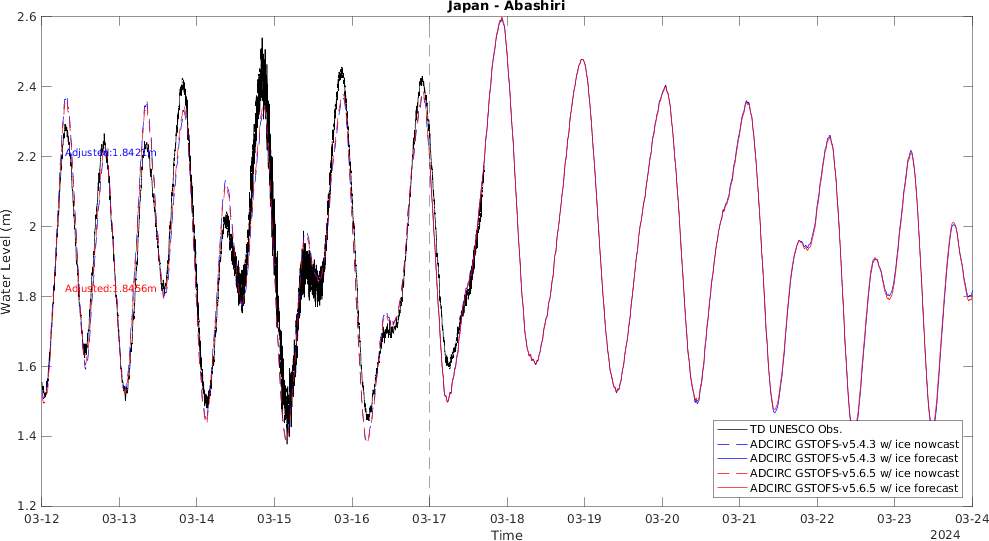 Japan - Abashiri
2.6
2.4
2.2
2
1.8
1.6
1.4
1.2
Water Level (m)
Adjusted:1.8421m
Adjusted:1.8456m
TD UNESCO Obs.
ADCIRC GSTOFS-v5.4.3 w/ ice nowcast
ADCIRC GSTOFS-v5.4.3 w/ ice forecast
ADCIRC GSTOFS-v5.6.5 w/ ice nowcast
ADCIRC GSTOFS-v5.6.5 w/ ice forecast
03-12 03-13 03-14 03-15 03-16 03-17 03-18 03-19 03-20 03-21 03-22 03-23 03-24
Time
2024